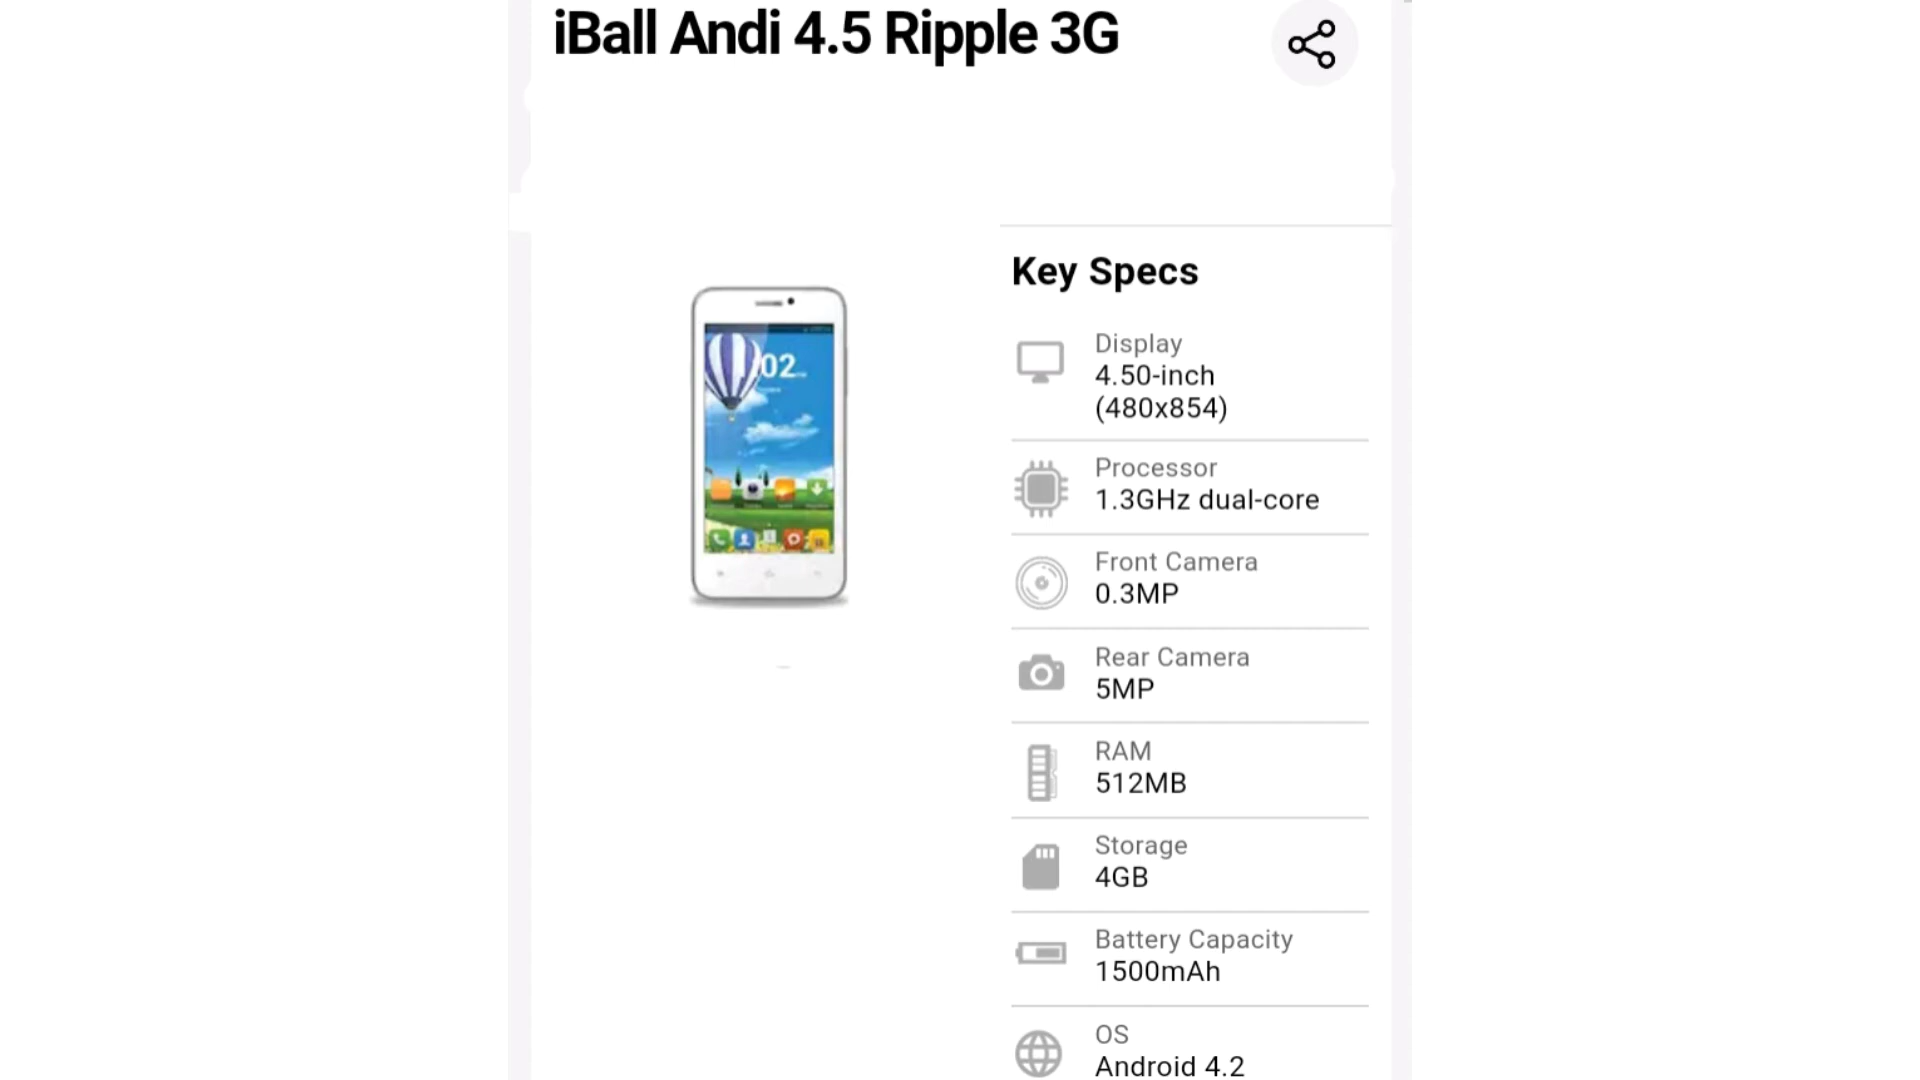 iBall Andi 4.5 Ripple 3G
02
Key Specs
Display
4.50-inch
(480x854)
Processor
1.3GHz dual-core
Front Camera
0.3MP
Rear Camera
5MP
RAM
512MB
Storage
4GB
Battery Capacity
1500mAh
OS
Android 4.2